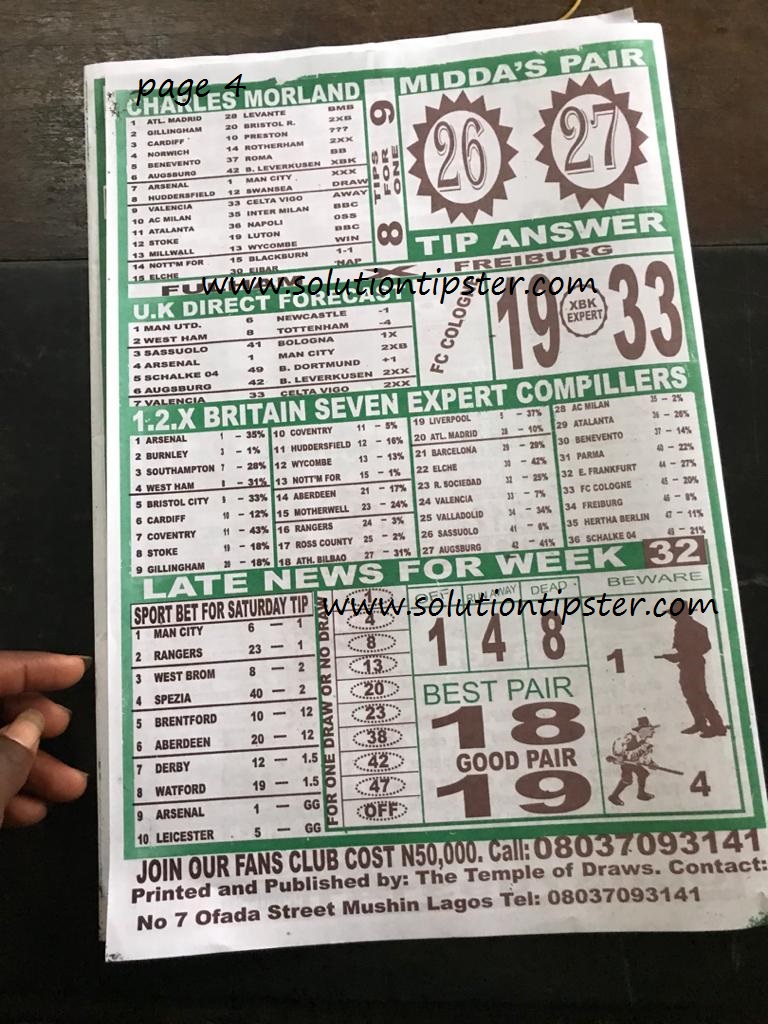 page 4
CHARLES MORLAND
1 ATL. MADRID 28 LEVANTE BMB
2 GILLINGHAM 20 BRISTOL R. 2XB
3 CARDIFF 10 PRESTON ???
4 NORWICH 14 ROTHERHAM 2XX
5 BENEVENTO 37 ROMA BB
6 AUGSBURG 42 B. LEVERKUSEN XBK
7 ARSENAL 1 MAN CITY XXX
8 HUDDERSFIELD 12 SWANSEA DRAW
9 VALENCIA 33 CELTA VIGO AWAY
10 AC MILAN 35 INTER MILAN BBC
11 ATALANTA 36 NAPOLI OSS
12 STOKE 19 LUTON BBC
13 MILLWALL 13 WYCOMBE WIN
14 NOTT'M FOR 15 BLACKBURN 1-1
15 ELCHE 30 EIBAR 'NAP
8 TIPS FOR ONE 9
MIDDA'S PAIR
26 27
TIP ANSWER
X FREIBURG
www.solutiontipster.com
FC COLOGNE
19 XBK EXPERT 33
U.K DIRECT FORECAST
1 MAN UTD. 6 NEWCASTLE -1
2 WEST HAM 8 TOTTENHAM -4
3 SASSUOLO 41 BOLOGNA 1X
4 ARSENAL 1 MAN CITY 2XB
5 SCHALKE 04 49 B. DORTMUND +1
6 AUGSBURG 42 B. LEVERKUSEN 2XX
7 VALENCIA 33 CELTA VIGO 2XX
1.2.X BRITAIN SEVEN EXPERT COMPILLERS
1 ARSENAL 1 - 35%
2 BURNLEY 3 - 1%
3 SOUTHAMPTON 7 - 28%
4 WEST HAM 8 - 31%
5 BRISTOL CITY 9 - 33%
6 CARDIFF 10 - 12%
7 COVENTRY 11 - 43%
8 STOKE 19 - 18%
9 GILLINGHAM 20 - 18%
10 COVENTRY 11 - 5%
11 HUDDERSFIELD 12 - 16%
12 WYCOMBE 13 - 13%
13 NOTT'M FOR 15 - 1%
14 ABERDEEN 21 - 17%
15 MOTHERWELL 23 - 24%
16 RANGERS 24 - 3%
17 ROSS COUNTY 25 - 2%
18 ATH. BILBAO 27 - 31%
19 LIVERPOOL 5 - 37%
20 ATL. MADRID 28 - 10%
21 BARCELONA 29 - 29%
22 ELCHE 30 - 42%
23 R. SOCIEDAD 32 - 25%
24 VALENCIA 33 - 7%
25 VALLADOLID 34 - 34%
26 SASSUOLO 41 - 6%
27 AUGSBURG 42 - 41%
28 AC MILAN 35 - 2%
29 ATALANTA 36 - 26%
30 BENEVENTO 37 - 14%
31 PARMA 40 - 22%
32 E. FRANKFURT 44 - 27%
33 FC COLOGNE 45 - 20%
34 FREIBURG 46 - 8%
35 HERTHA BERLIN 47 - 11%
36 SCHALKE 04 49 - 21%
LATE NEWS FOR WEEK 32
SPORT BET FOR SATURDAY TIP
1 MAN CITY 6 — 1
2 RANGERS 23 — 1
3 WEST BROM 8 — 2
4 SPEZIA 40 — 2
5 BRENTFORD 10 — 12
6 ABERDEEN 20 — 12
7 DERBY 12 — 1.5
8 WATFORD 19 — 1.5
9 ARSENAL 1 — GG
10 LEICESTER 5 — GG
FOR ONE DRAW OR NO DRAW
1
4
8
13
20
23
38
42
47
OFF
www.solutiontipster.com
DEAD
1 4 8
BEST PAIR
18
GOOD PAIR
19
BEWARE
1
4
JOIN OUR FANS CLUB COST N50,000. Call: 08037093141
Printed and Published by: The Temple of Draws. Contact:
No 7 Ofada Street Mushin Lagos Tel: 08037093141